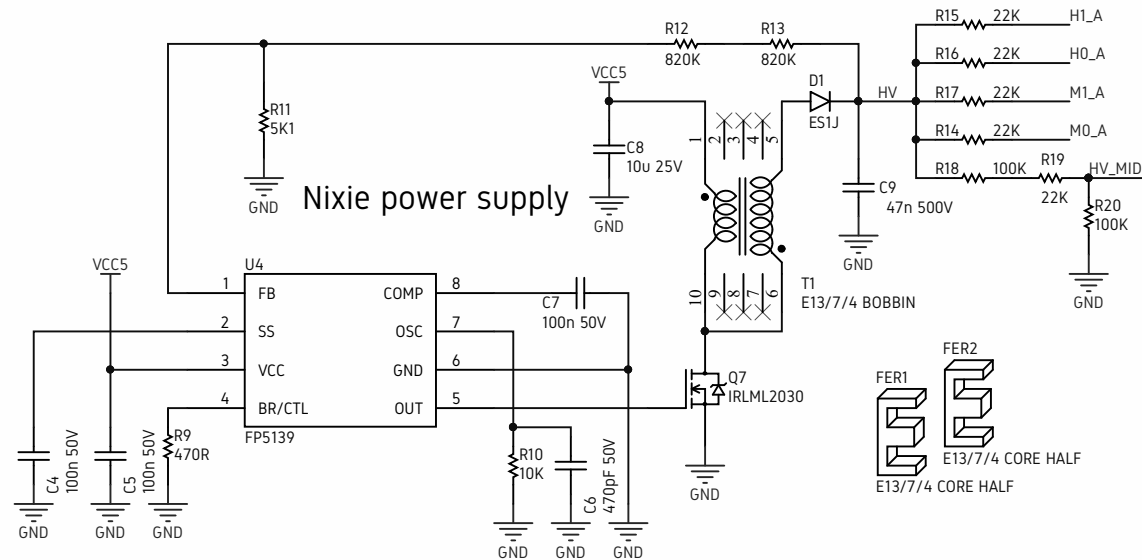 R12
820K
R13
820K
R15 22K H1_A
R16 22K H0_A
R17 22K M1_A
R14 22K M0_A
R18 100K
R19
22K
HV_MID
R20
100K
GND
VCC5
D1
ES1J
HV
R11
5K1
GND
C8
10u 25V
GND
1
2
3
4
5
C9
47n 500V
GND
Nixie power supply
10
9
8
7
6
T1
E13/7/4 BOBBIN
VCC5
U4
1 FB
2 SS
3 VCC
4 BR/CTL
COMP 8
OSC 7
GND 6
OUT 5
FP5139
C7
100n 50V
Q7
IRLML2030
GND
FER1
FER2
E13/7/4 CORE HALF
E13/7/4 CORE HALF
C4
100n 50V
GND
C5
100n 50V
GND
R9
470R
GND
R10
10K
GND
C6
470pF 50V
GND
GND